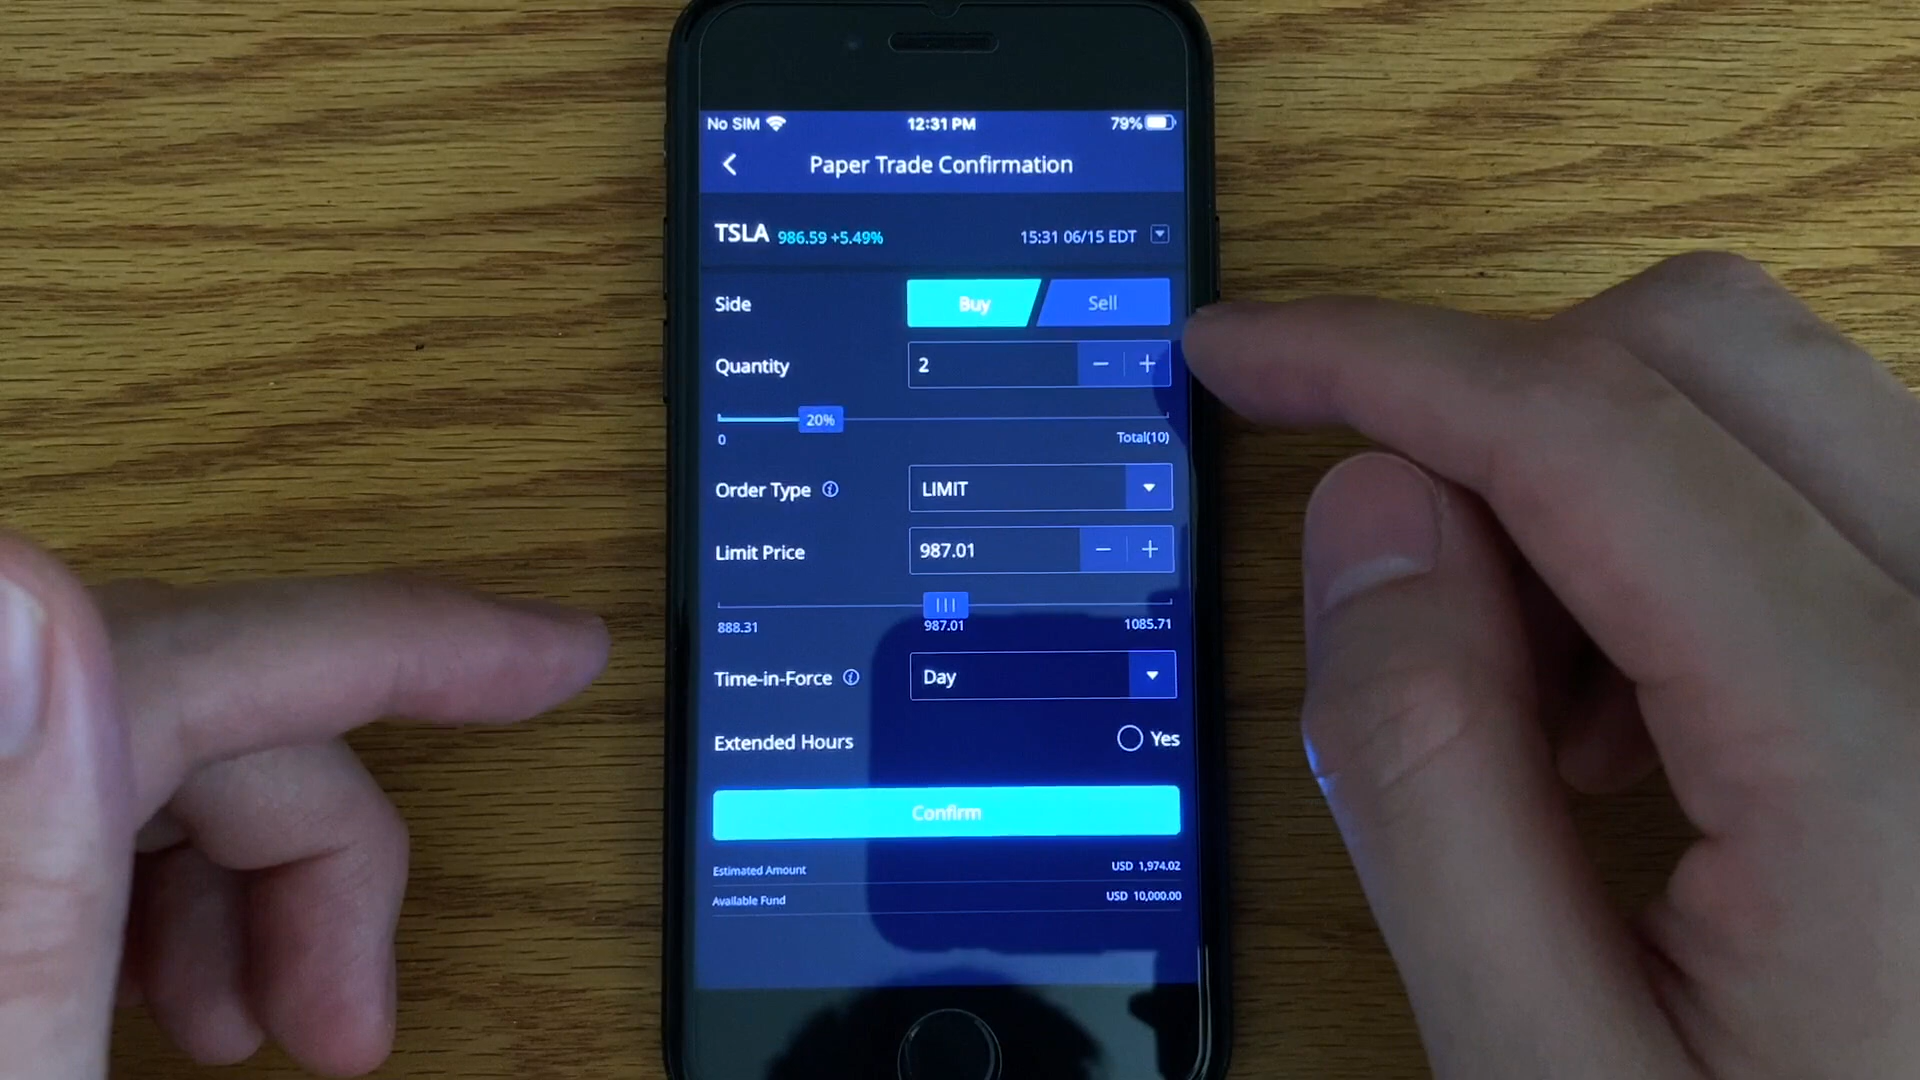 No SIM 12:31 PM 79%
Paper Trade Confirmation
TSLA 986.59 +5.49% 15:31 06/15 EDT
Side Buy Sell
Quantity 2 − +
20%
0 Total(10)
Order Type LIMIT
Limit Price 987.01 − +
888.31 987.01 1085.71
Time-in-Force Day
Extended Hours Yes
Confirm
Estimated Amount USD 1,974.02
Available Fund USD 10,000.00